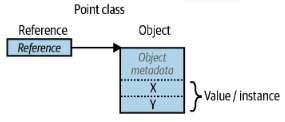 Point class
Reference
Object
Reference
Object
metadata
X
Y
Value / instance